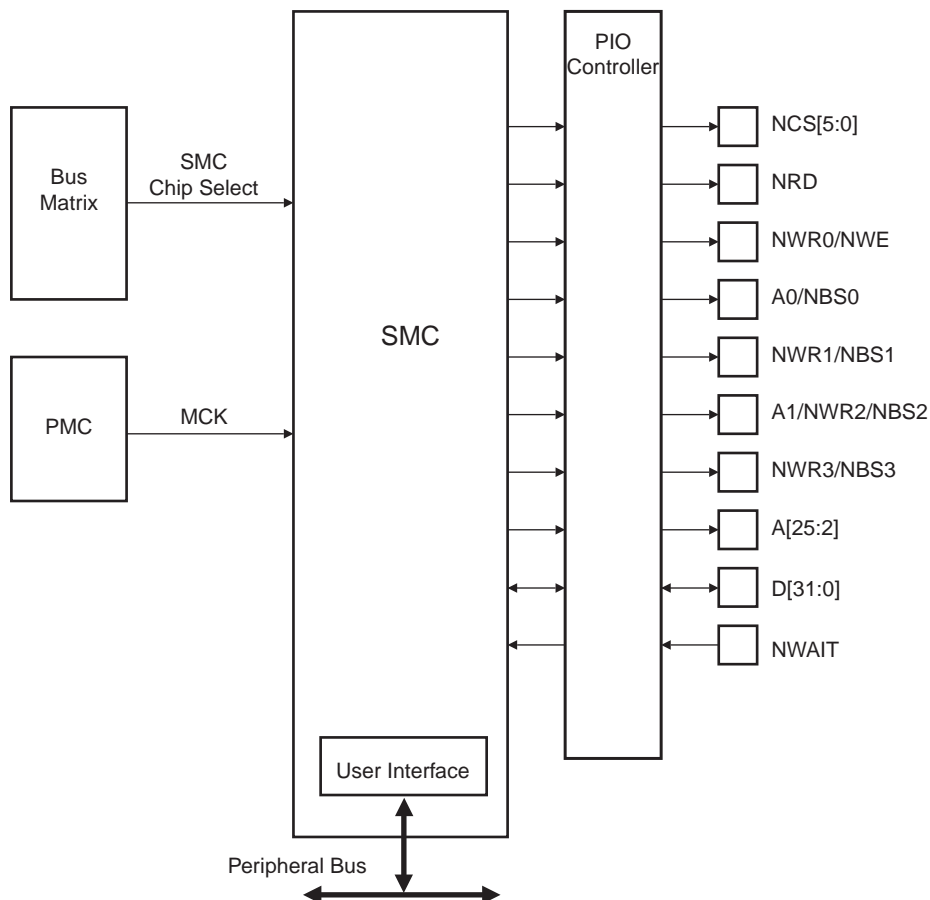 PIO
Controller
Bus
Matrix
SMC
Chip Select
PMC
MCK
SMC
User Interface
Peripheral Bus
NCS[5:0]
NRD
NWR0/NWE
A0/NBS0
NWR1/NBS1
A1/NWR2/NBS2
NWR3/NBS3
A[25:2]
D[31:0]
NWAIT